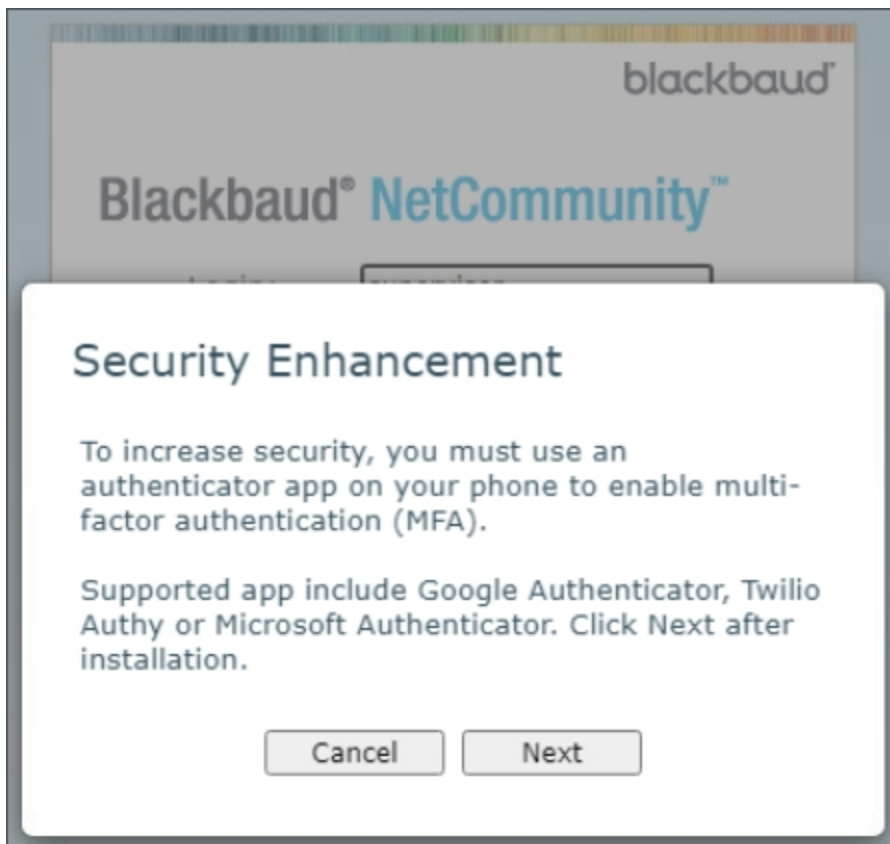 blackbaud
Blackbaud® NetCommunity™
Security Enhancement
To increase security, you must use an
authenticator app on your phone to enable multi-
factor authentication (MFA).
Supported app include Google Authenticator, Twilio
Authy or Microsoft Authenticator. Click Next after
installation.
Cancel Next